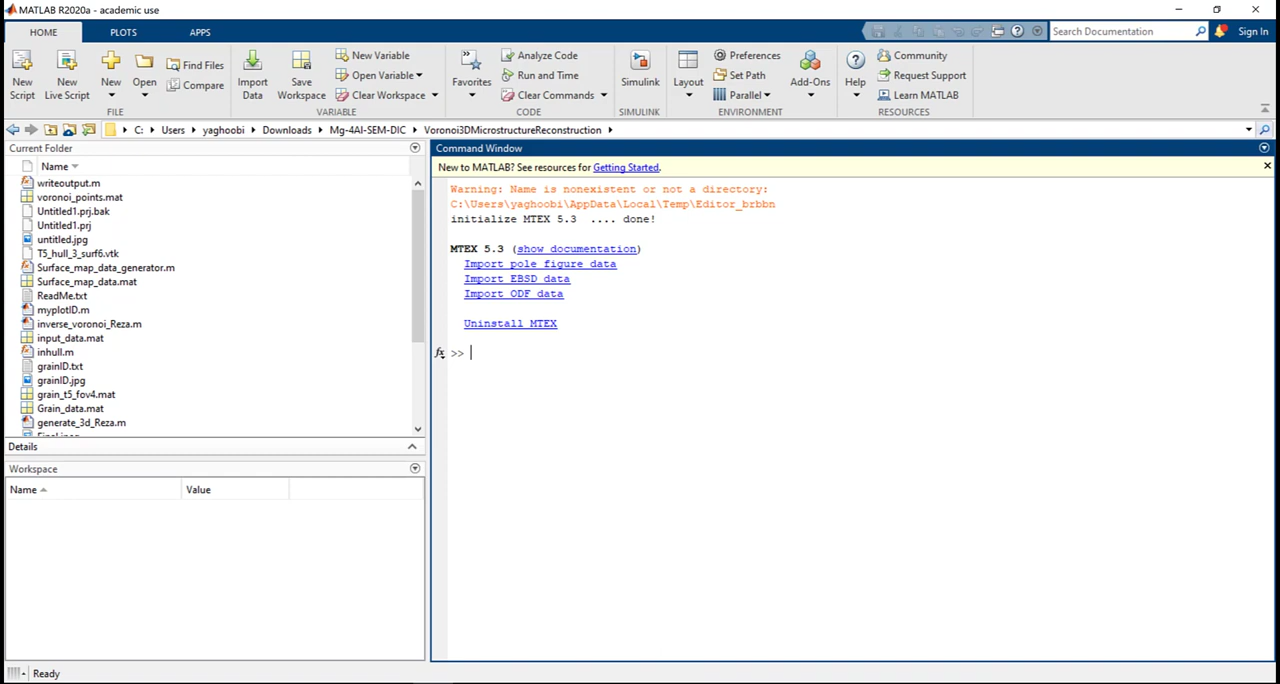 MATLAB R2020a - academic use
HOME PLOTS APPS
Search Documentation
Sign In
New Script
New Live Script
New
Open
Find Files
Compare
FILE
Import Data
Save Workspace
New Variable
Open Variable
Clear Workspace
VARIABLE
Favorites
Analyze Code
Run and Time
Clear Commands
CODE
Simulink
SIMULINK
Layout
Preferences
Set Path
Parallel
Add-Ons
ENVIRONMENT
Help
Community
Request Support
Learn MATLAB
RESOURCES
C: Users yaghoobi Downloads Mg-4Al-SEM-DIC Voronoi3DMicrostructureReconstruction
Current Folder
Name
writeoutput.m
voronoi_points.mat
Untitled1.prj.bak
Untitled1.prj
untitled.jpg
T5_hull_3_surf6.vtk
Surface_map_data_generator.m
Surface_map_data.mat
ReadMe.txt
myplotID.m
inverse_voronoi_Reza.m
input_data.mat
inhull.m
grainID.txt
grainID.jpg
grain_t5_fov4.mat
Grain_data.mat
generate_3d_Reza.m
Details
Workspace
Name Value
Command Window
New to MATLAB? See resources for Getting Started.
Warning: Name is nonexistent or not a directory:
C:\Users\yaghoobi\AppData\Local\Temp\Editor_brbbn
initialize MTEX 5.3 .... done!
MTEX 5.3 (show documentation)
Import pole figure data
Import EBSD data
Import ODF data
Uninstall MTEX
fx >>
Ready